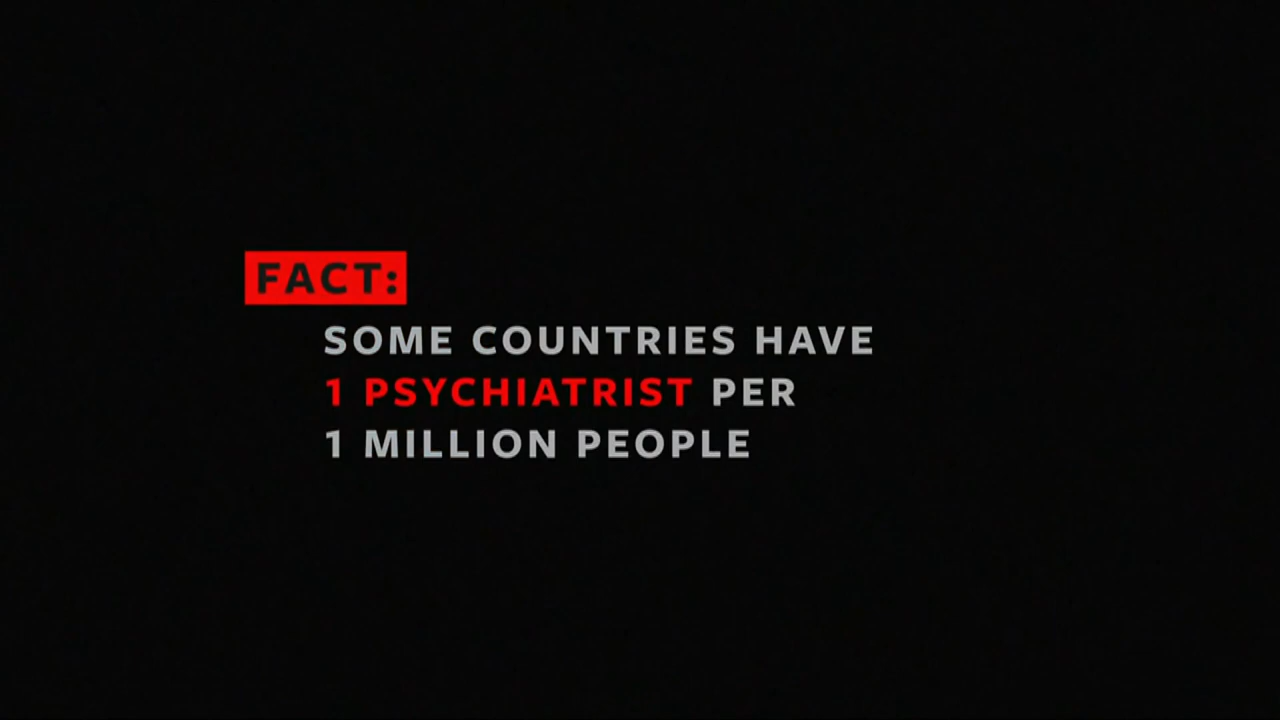 FACT:
SOME COUNTRIES HAVE
1 PSYCHIATRIST PER
1 MILLION PEOPLE